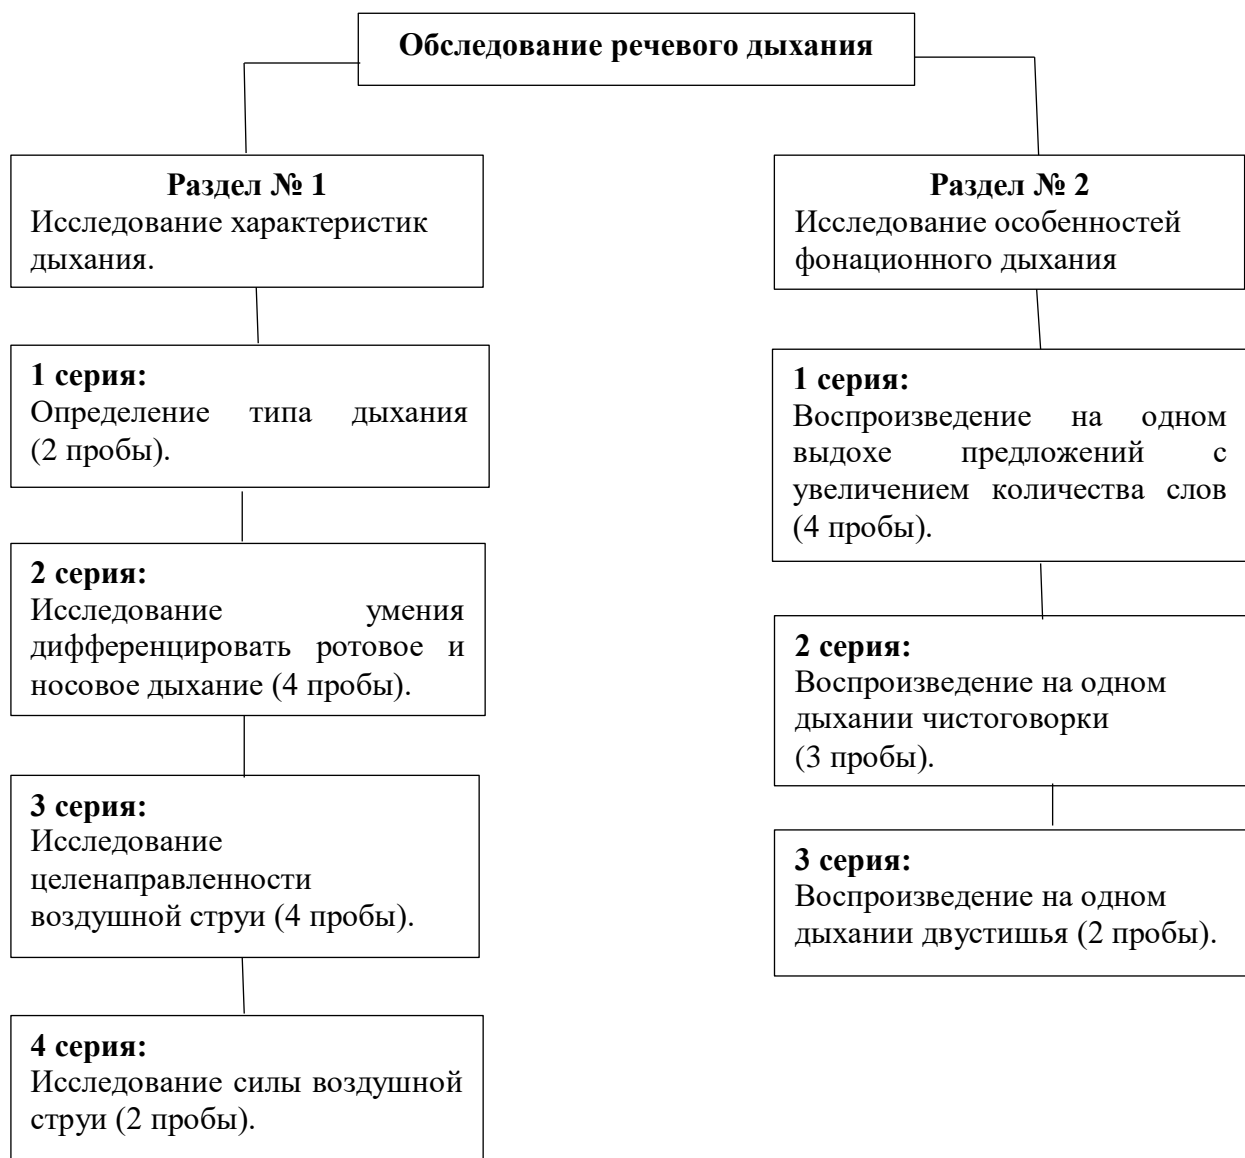 Обследование речевого дыхания
Раздел № 1
Исследование характеристик
дыхания.
1 серия:
Определение типа дыхания
(2 пробы).
2 серия:
Исследование умения
дифференцировать ротовое и
носовое дыхание (4 пробы).
3 серия:
Исследование
целенаправленности
воздушной струи (4 пробы).
4 серия:
Исследование силы воздушной
струи (2 пробы).
Раздел № 2
Исследование особенностей
фонационного дыхания
1 серия:
Воспроизведение на одном
выдохе предложений с
увеличением количества слов
(4 пробы).
2 серия:
Воспроизведение на одном
дыхании чистоговорки
(3 пробы).
3 серия:
Воспроизведение на одном
дыхании двустишья (2 пробы).